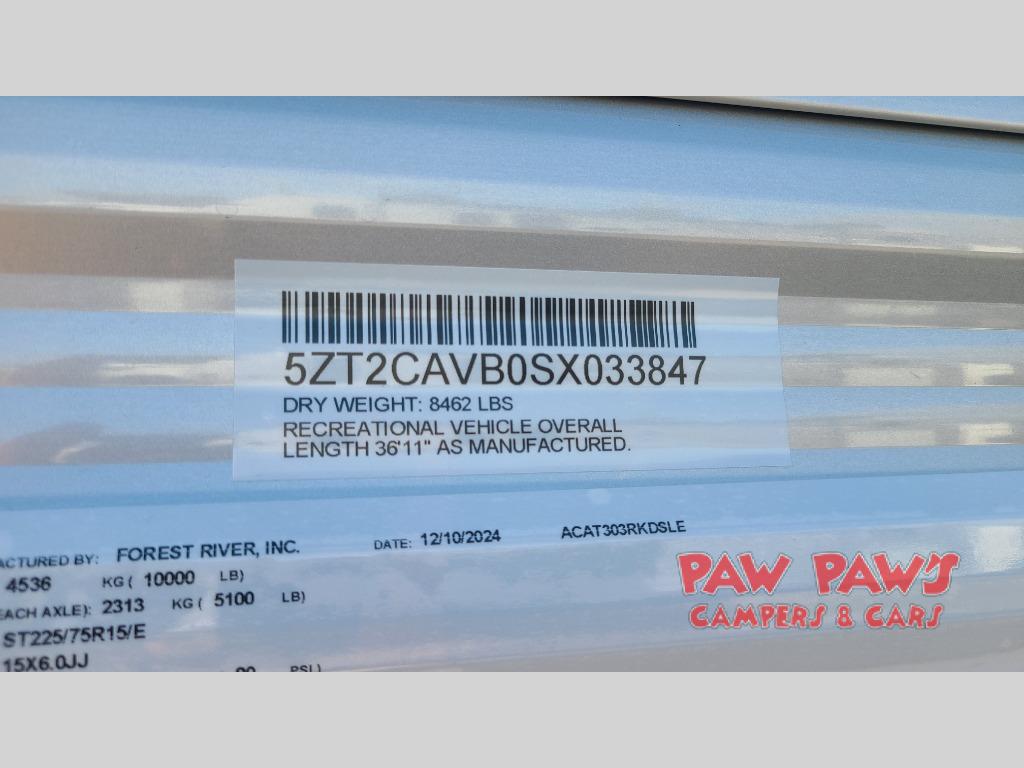 5ZT2CAVB0SX033847
DRY WEIGHT: 8462 LBS
RECREATIONAL VEHICLE OVERALL
LENGTH 36'11" AS MANUFACTURED.
ACTURED BY: FOREST RIVER, INC. DATE: 12/10/2024 ACAT303RKDSLE
4536 KG ( 10000 LB)
EACH AXLE): 2313 KG ( 5100 LB)
ST225/75R15/E
15X6.0JJ
PSI.)
PAW PAW'S
CAMPERS & CARS